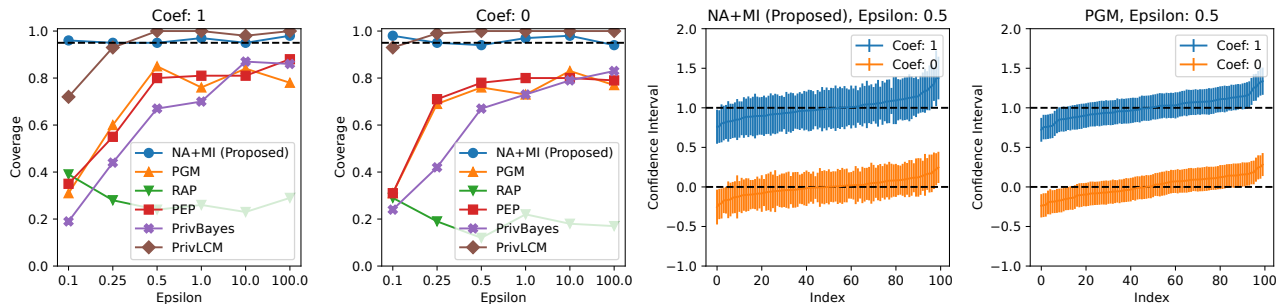 Coef: 1
Coverage
1.0
0.8
0.6
0.4
0.2
0.0
NA+MI (Proposed)
PGM
RAP
PEP
PrivBayes
PrivLCM
0.1
0.25
0.5
1.0
10.0
100.0
Epsilon
Coef: 0
Coverage
1.0
0.8
0.6
0.4
0.2
0.0
NA+MI (Proposed)
PGM
RAP
PEP
PrivBayes
PrivLCM
0.1
0.25
0.5
1.0
10.0
100.0
Epsilon
NA+MI (Proposed), Epsilon: 0.5
Confidence Interval
2.0
1.5
1.0
0.5
0.0
−0.5
−1.0
Coef: 1
Coef: 0
0
20
40
60
80
100
Index
PGM, Epsilon: 0.5
Confidence Interval
2.0
1.5
1.0
0.5
0.0
−0.5
−1.0
Coef: 1
Coef: 0
0
20
40
60
80
100
Index